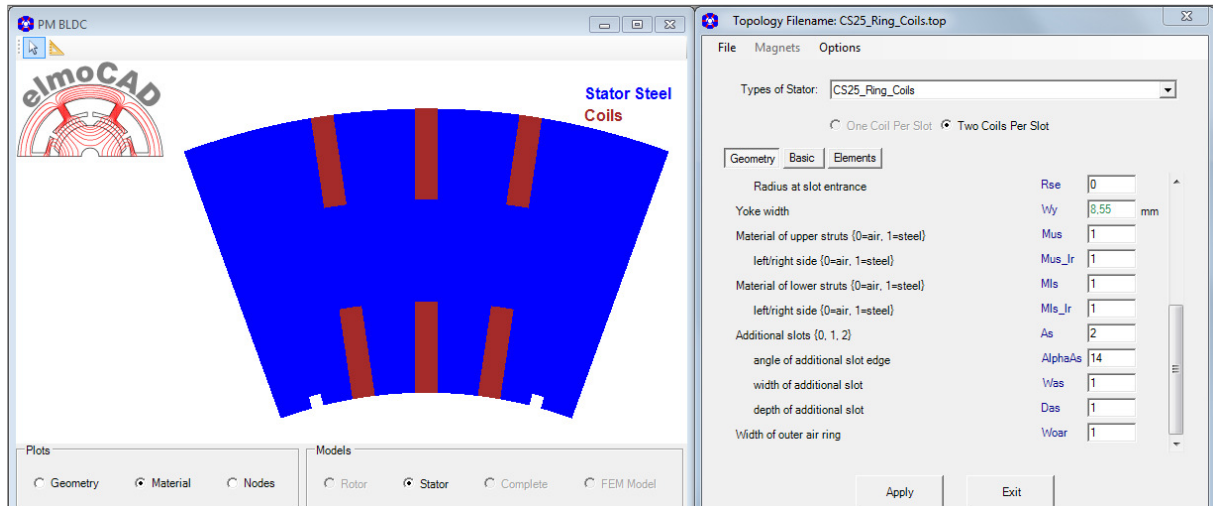 PM BLDC
elmoCAD
Stator Steel
Coils
Plots
Geometry Material Nodes
Models
Rotor Stator Complete FEM Model
Topology Filename: CS25_Ring_Coils.top
File Magnets Options
Types of Stator: CS25_Ring_Coils
One Coil Per Slot Two Coils Per Slot
Geometry Basic Elements
Radius at slot entrance Rse 0
Yoke width Wy 8,55 mm
Material of upper struts {0=air, 1=steel} Mus 1
left/right side {0=air, 1=steel} Mus_lr 1
Material of lower struts {0=air, 1=steel} Mls 1
left/right side {0=air, 1=steel} Mls_lr 1
Additional slots {0, 1, 2} As 2
angle of additional slot edge AlphaAs 14
width of additional slot Was 1
depth of additional slot Das 1
Width of outer air ring Woar 1
Apply Exit